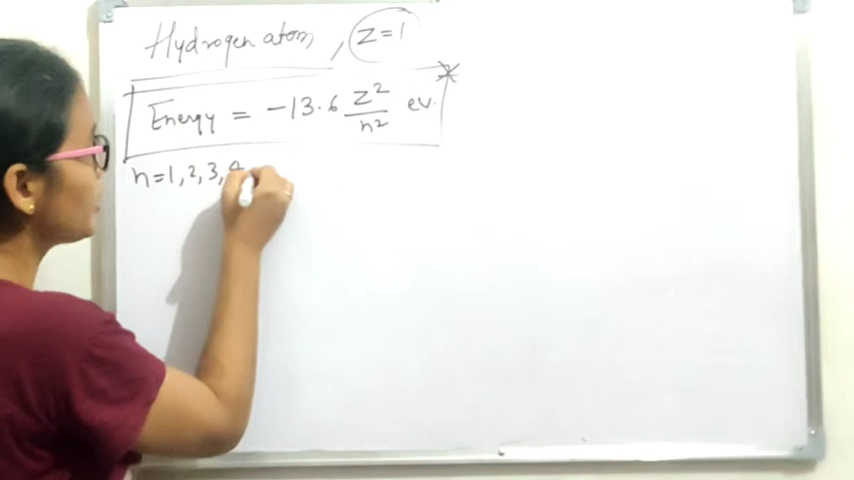 Hydrogen atom, z=1
Energy = -13.6 z²/n² ev.
n=1,2,3,4